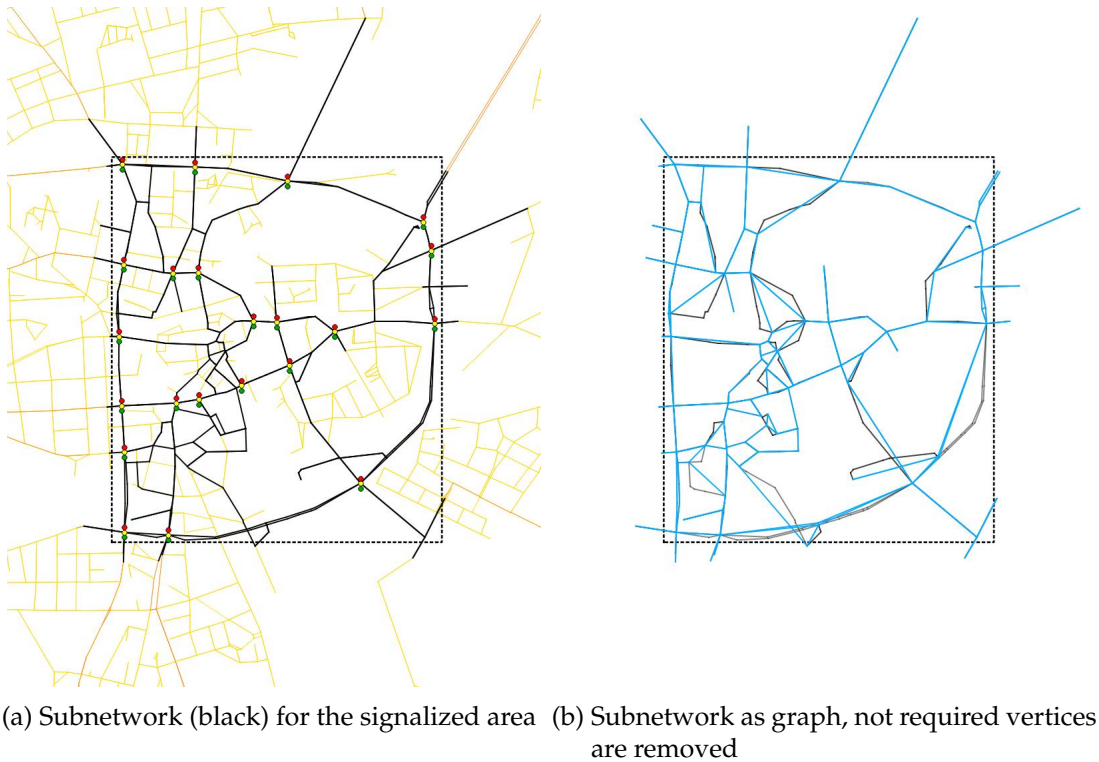 (a) Subnetwork (black) for the signalized area
(b) Subnetwork as graph, not required vertices
are removed